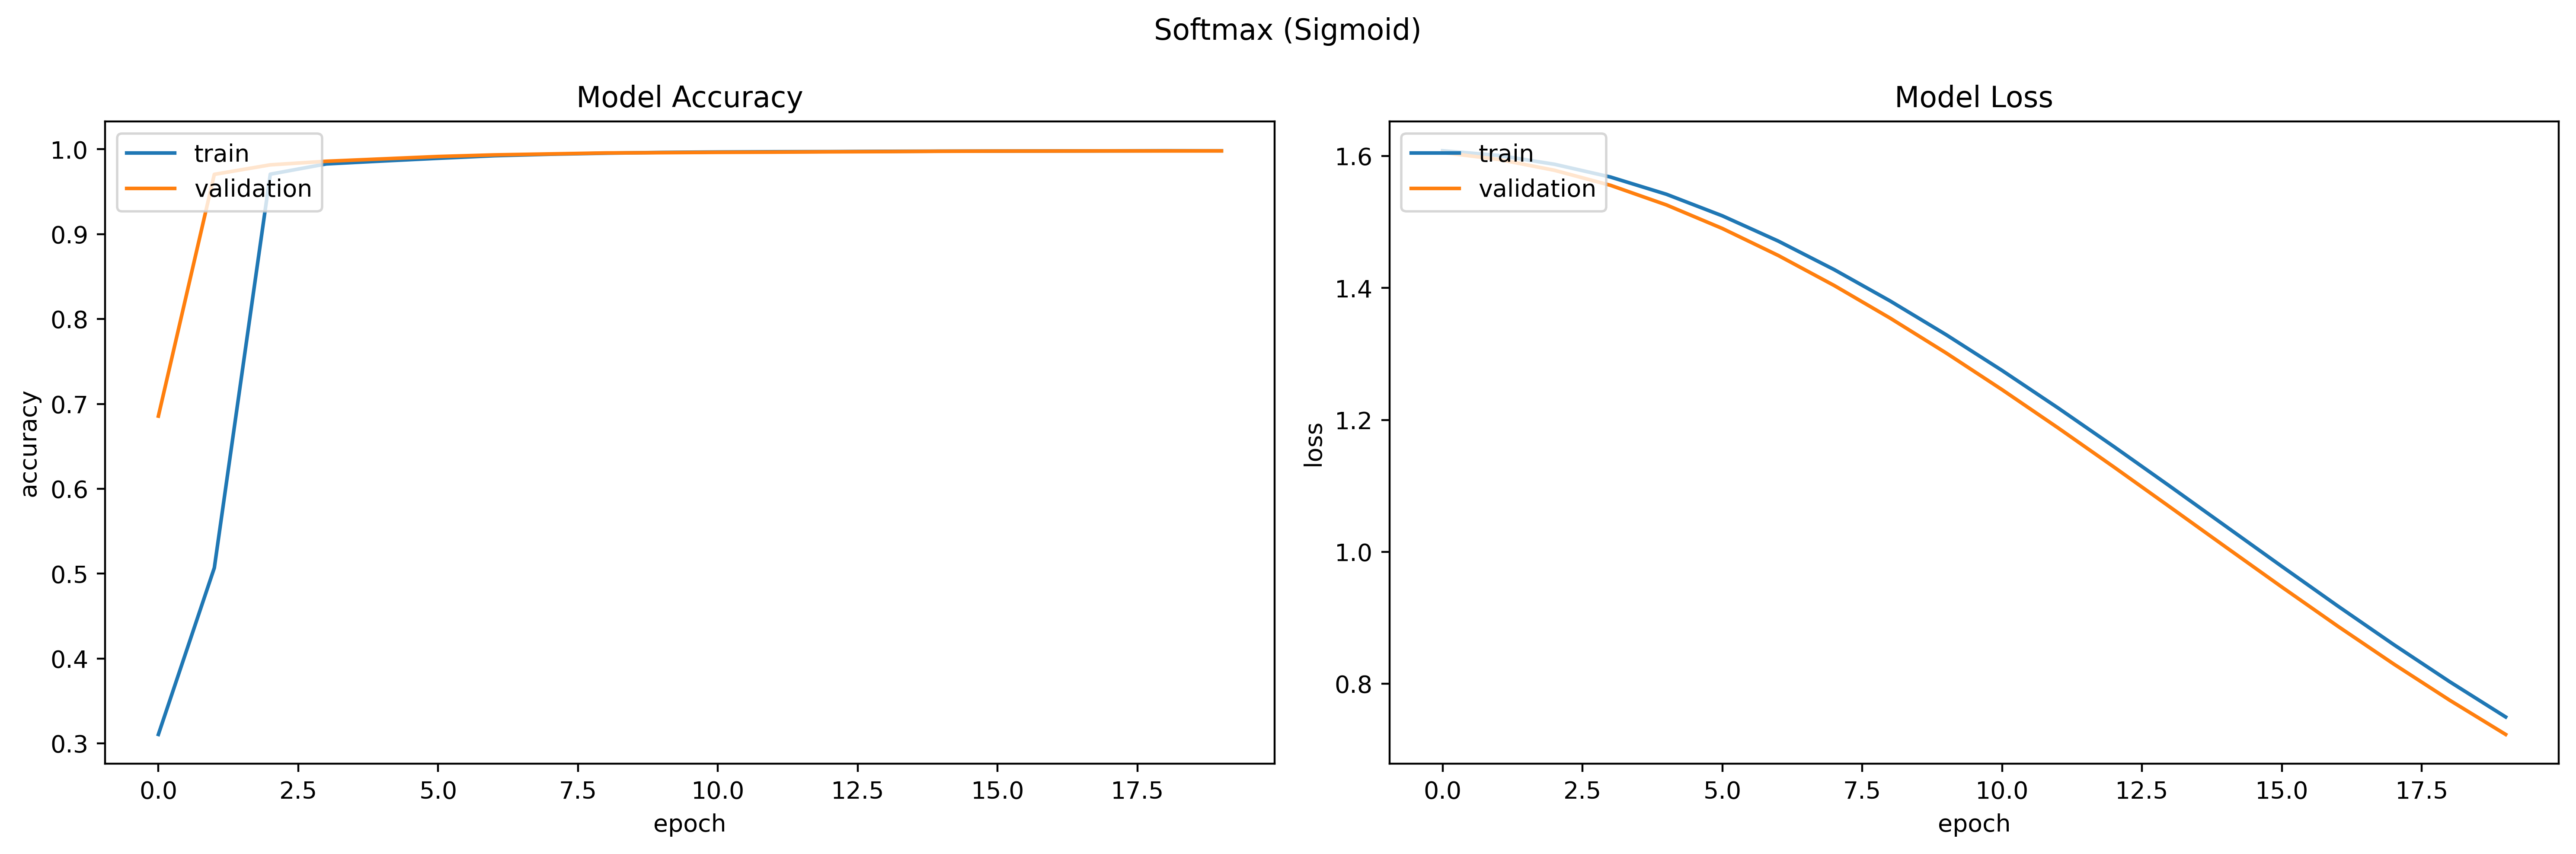 Softmax (Sigmoid)
Model Accuracy
1.0
0.9
0.8
0.7
0.6
0.5
0.4
0.3
accuracy
train
validation
0.0 2.5 5.0 7.5 10.0 12.5 15.0 17.5
epoch
Model Loss
1.6
1.4
1.2
1.0
0.8
loss
train
validation
0.0 2.5 5.0 7.5 10.0 12.5 15.0 17.5
epoch